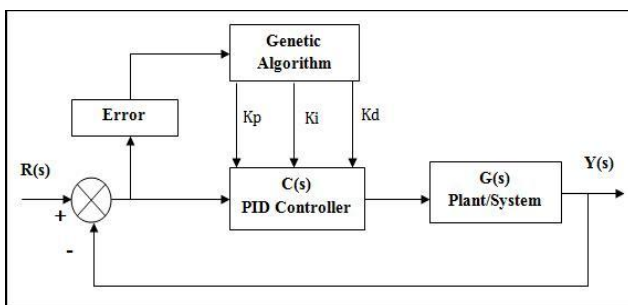 Genetic
Algorithm
Error
Kp
Ki
Kd
R(s)
+
-
C(s)
PID Controller
G(s)
Plant/System
Y(s)